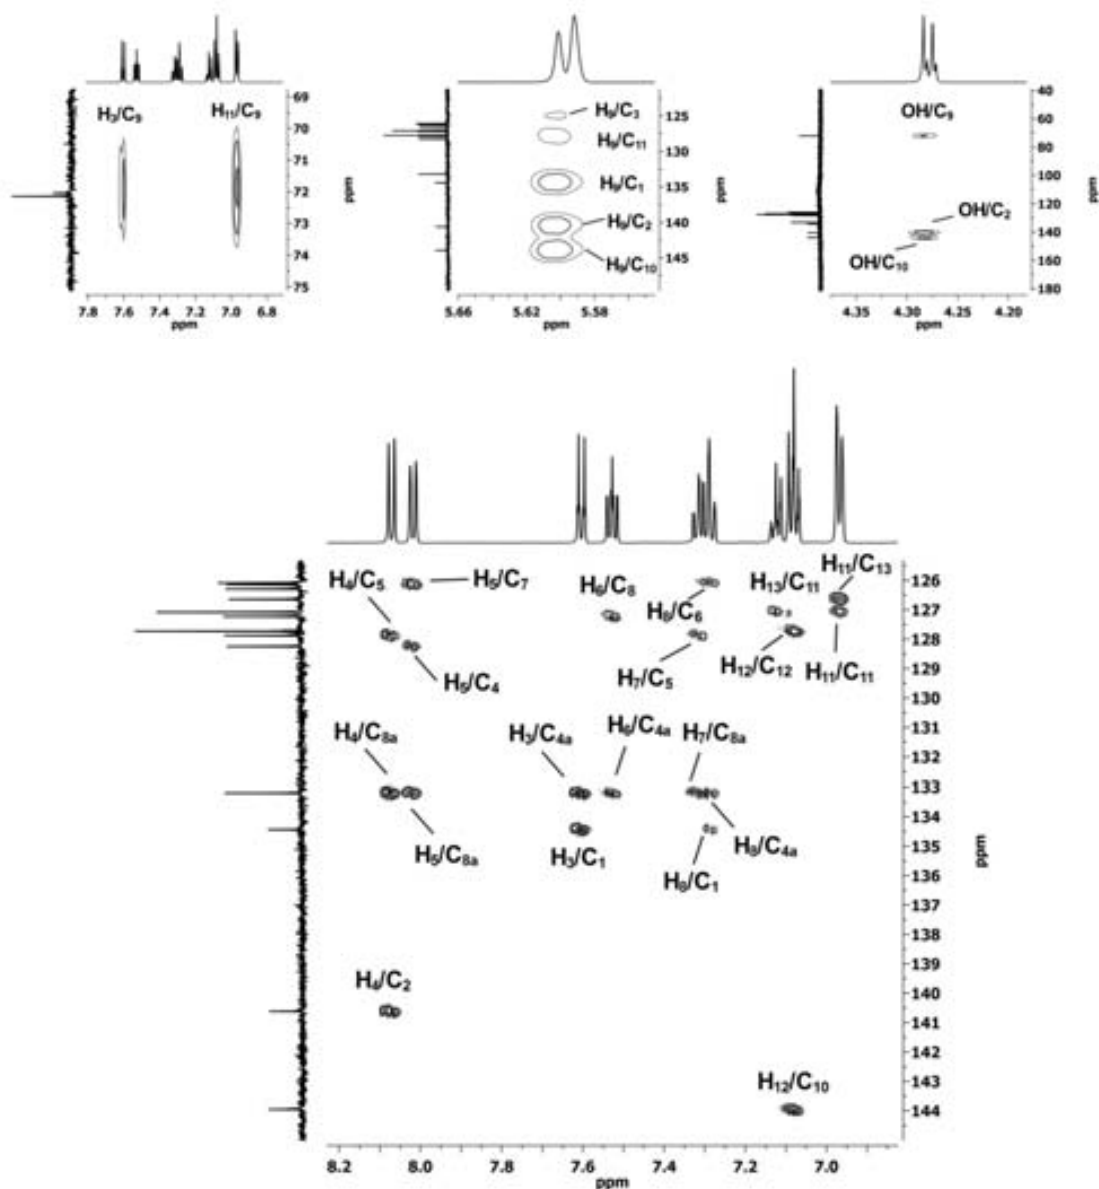 H₃/C₉
H₁₁/C₉
69
70
71
72
73
74
75
ppm
7.8 7.6 7.4 7.2 7.0 6.8
ppm
H₉/C₃
H₉/C₁₁
H₉/C₁
H₉/C₂
H₉/C₁₀
125
130
135
140
145
ppm
5.66 5.62 5.58
ppm
OH/C₉
OH/C₂
OH/C₁₀
40
60
80
100
120
140
160
180
ppm
4.35 4.30 4.25 4.20
ppm
H₄/C₅
H₅/C₇
H₆/C₈
H₈/C₆
H₁₃/C₁₁
H₁₁/C₁₃
H₅/C₄
H₇/C₅
H₁₂/C₁₂
H₁₁/C₁₁
H₄/C₈ₐ
H₃/C₄ₐ
H₆/C₄ₐ
H₇/C₈ₐ
H₅/C₈ₐ
H₃/C₁
H₈/C₁
H₈/C₄ₐ
H₄/C₂
H₁₂/C₁₀
126
127
128
129
130
131
132
133
134
135
136
137
138
139
140
141
142
143
144
ppm
8.2 8.0 7.8 7.6 7.4 7.2 7.0
ppm